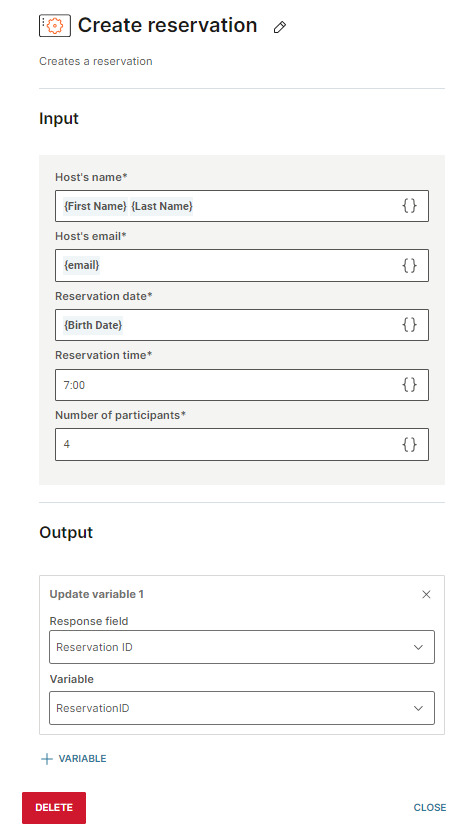 Create reservation
Creates a reservation
Input
Host's name*
{First Name} {Last Name}
{}
Host's email*
{email}
{}
Reservation date*
{Birth Date}
{}
Reservation time*
7:00
{}
Number of participants*
4
{}
Output
Update variable 1
Response field
Reservation ID
Variable
ReservationID
VARIABLE
DELETE
CLOSE